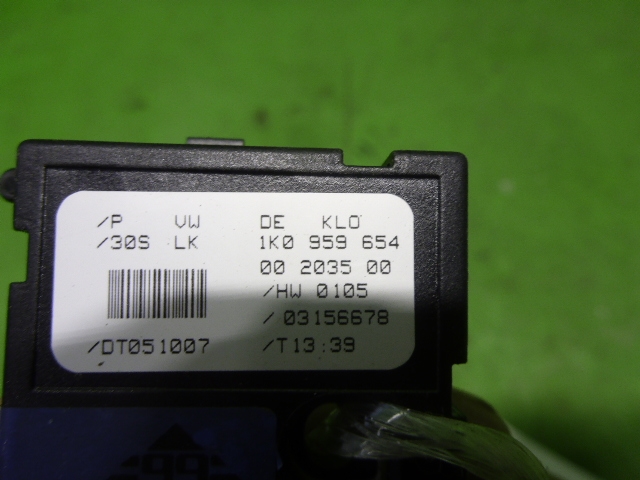 /P VW DE KLO
/30S LK 1K0 959 654
00 2035 00
/HW 0105
/ 03156678
/DT051007 /T13:39